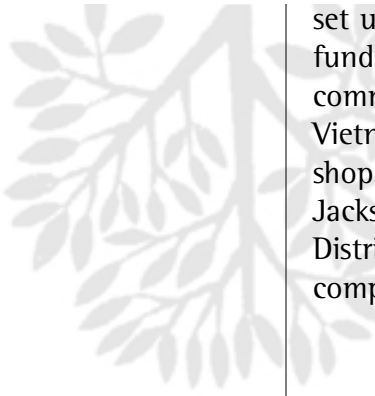 set u
fund
comm
Vietn
shop
Jacks
Distri
comp